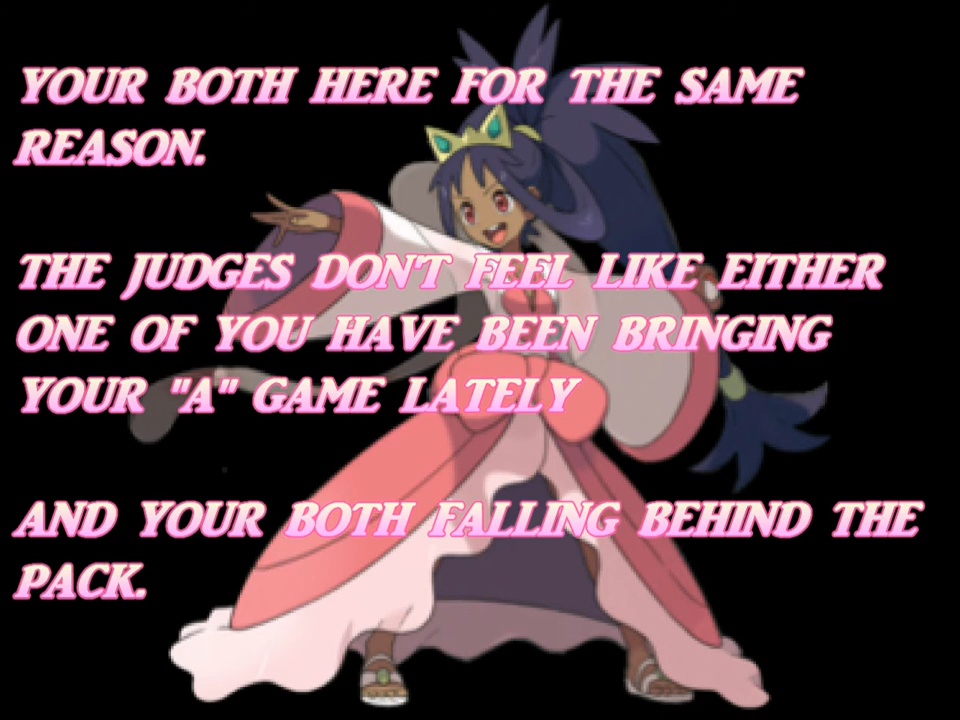 YOUR BOTH HERE FOR THE SAME
REASON.
THE JUDGES DON'T FEEL LIKE EITHER
ONE OF YOU HAVE BEEN BRINGING
YOUR "A" GAME LATELY
AND YOUR BOTH FALLING BEHIND THE
PACK.